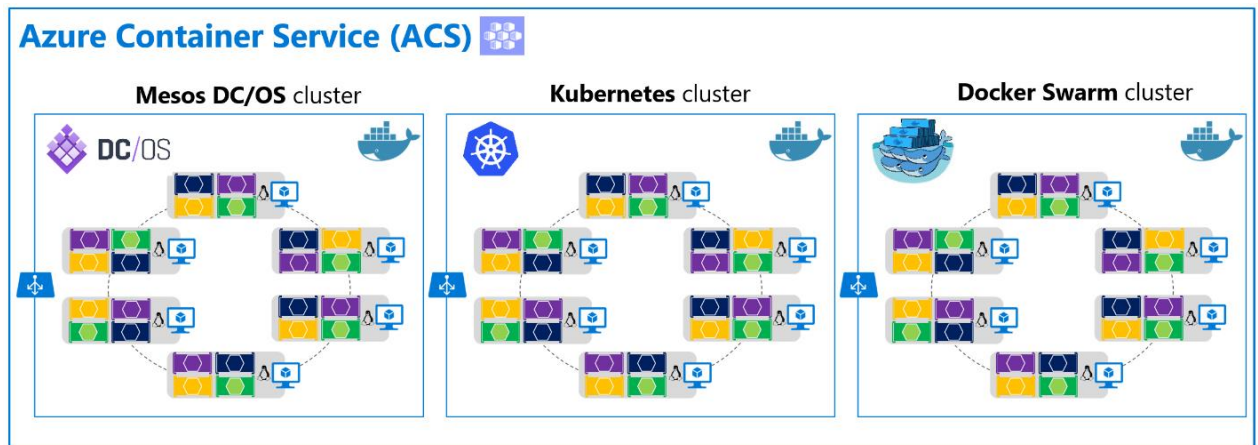 Azure Container Service (ACS)
Mesos DC/OS cluster
Kubernetes cluster
Docker Swarm cluster
DC/OS